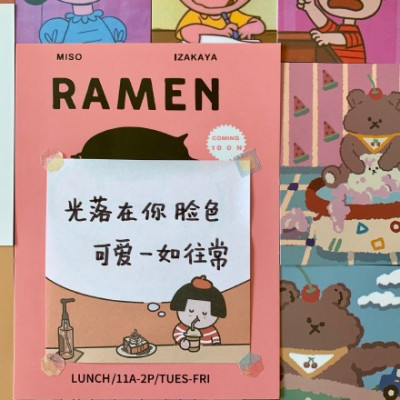 MISO IZAKAYA
RAMEN
COMING
光落在你脸色
可爱一如往常
LUNCH/11A-2P/TUES-FRI